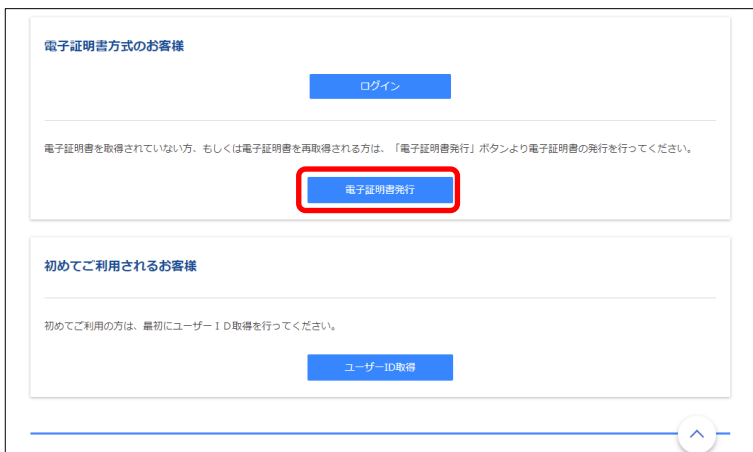 電子証明書方式のお客様
ログイン
電子証明書を取得されていない方、もしくは電子証明書を再取得される方は、「電子証明書発行」ボタンより電子証明書の発行を行ってください。
電子証明書発行
初めてご利用されるお客様
初めてご利用の方は、最初にユーザーＩＤ取得を行ってください。
ユーザーID取得